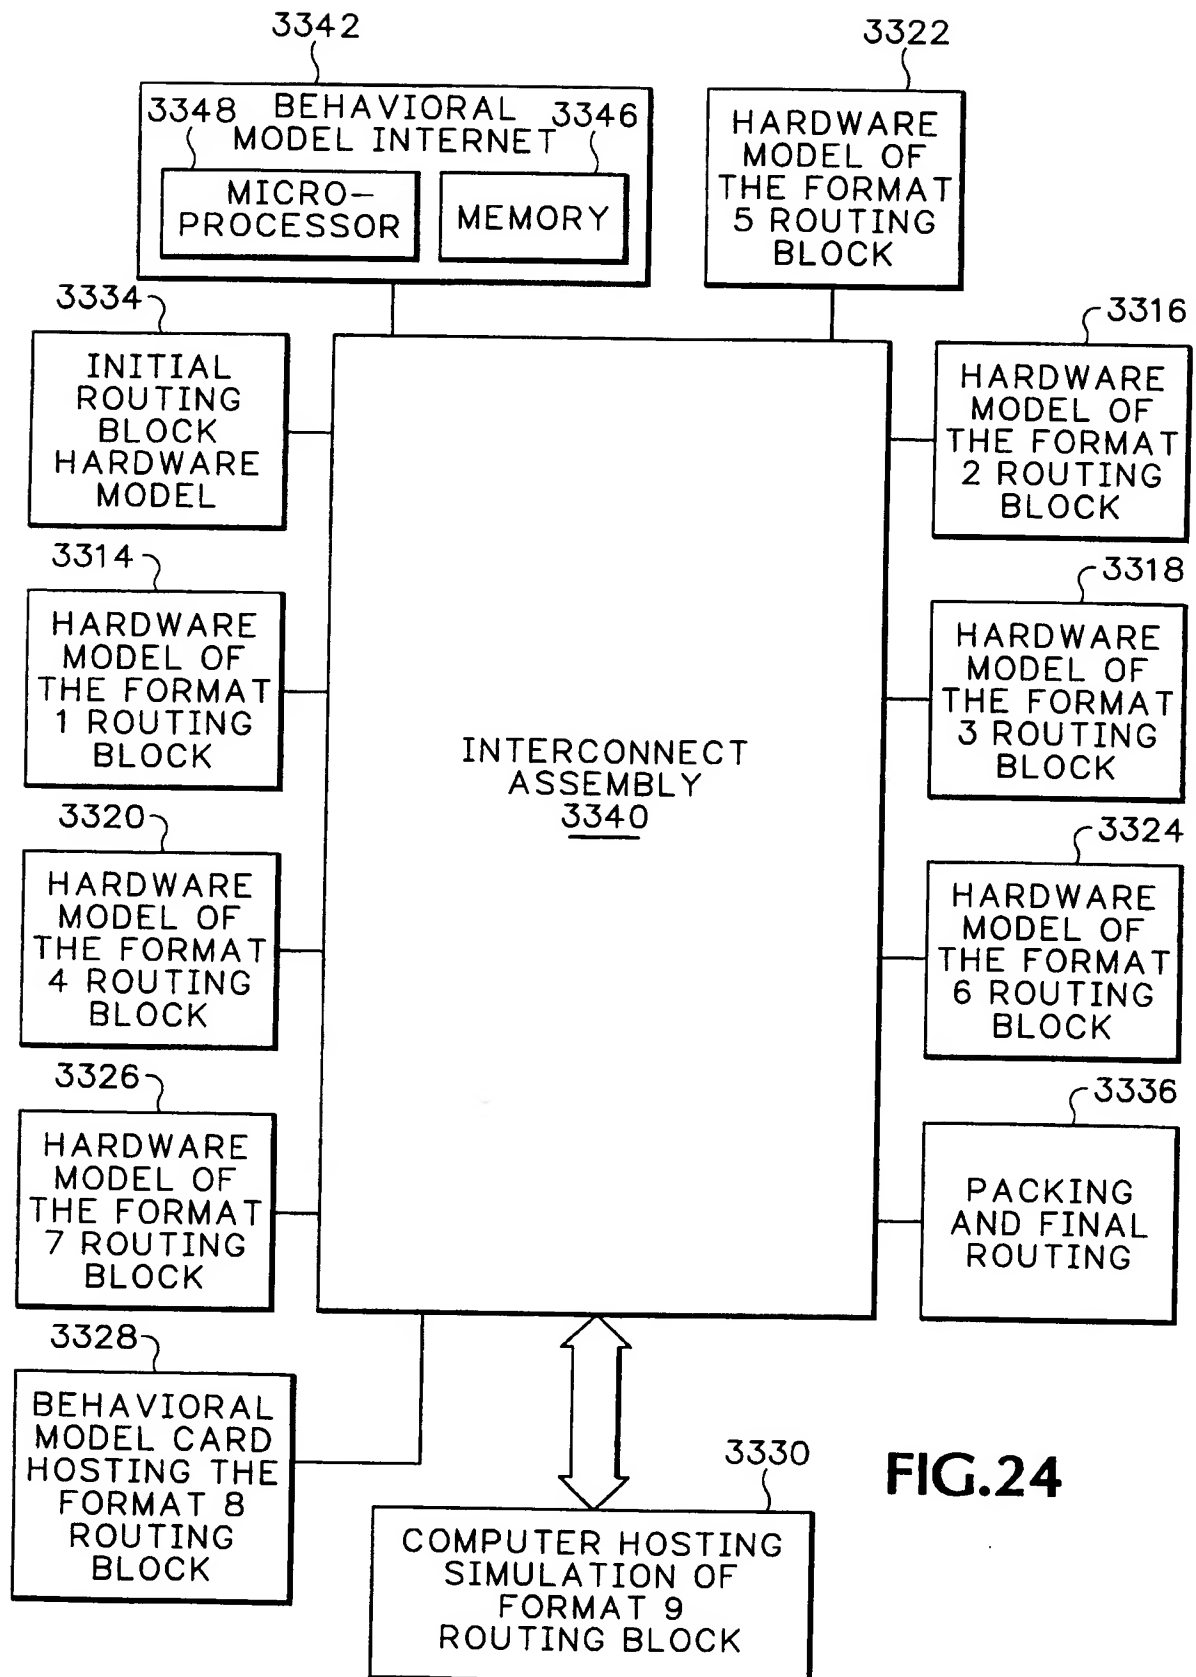 3342
BEHAVIORAL
MODEL INTERNET
3348
3346
MICRO-
PROCESSOR
MEMORY
3322
HARDWARE
MODEL OF
THE FORMAT
5 ROUTING
BLOCK
3334
INITIAL
ROUTING
BLOCK
HARDWARE
MODEL
3316
HARDWARE
MODEL OF
THE FORMAT
2 ROUTING
BLOCK
3314
HARDWARE
MODEL OF
THE FORMAT
1 ROUTING
BLOCK
3318
HARDWARE
MODEL OF
THE FORMAT
3 ROUTING
BLOCK
INTERCONNECT
ASSEMBLY
3340
3320
HARDWARE
MODEL OF
THE FORMAT
4 ROUTING
BLOCK
3324
HARDWARE
MODEL OF
THE FORMAT
6 ROUTING
BLOCK
3326
HARDWARE
MODEL OF
THE FORMAT
7 ROUTING
BLOCK
3336
PACKING
AND FINAL
ROUTING
3328
BEHAVIORAL
MODEL CARD
HOSTING THE
FORMAT 8
ROUTING
BLOCK
3330
COMPUTER HOSTING
SIMULATION OF
FORMAT 9
ROUTING BLOCK
FIG.24